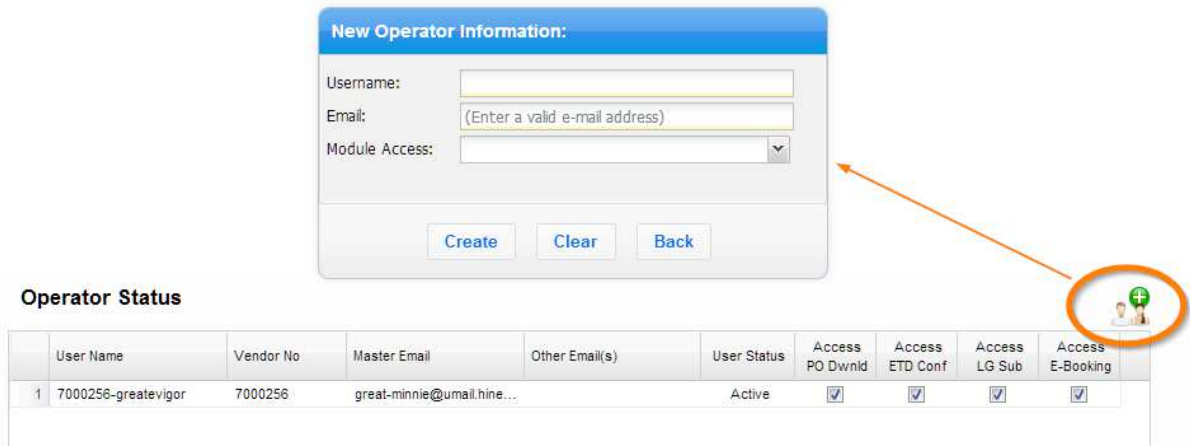 New Operator Information:
Username:
Email: (Enter a valid e-mail address)
Module Access:
Create Clear Back
Operator Status
User Name Vendor No Master Email Other Email(s) User Status Access PO Dwnld Access ETD Conf Access LG Sub Access E-Booking
1 7000256-greatevigor 7000256 great-minnie@umail.hine... Active